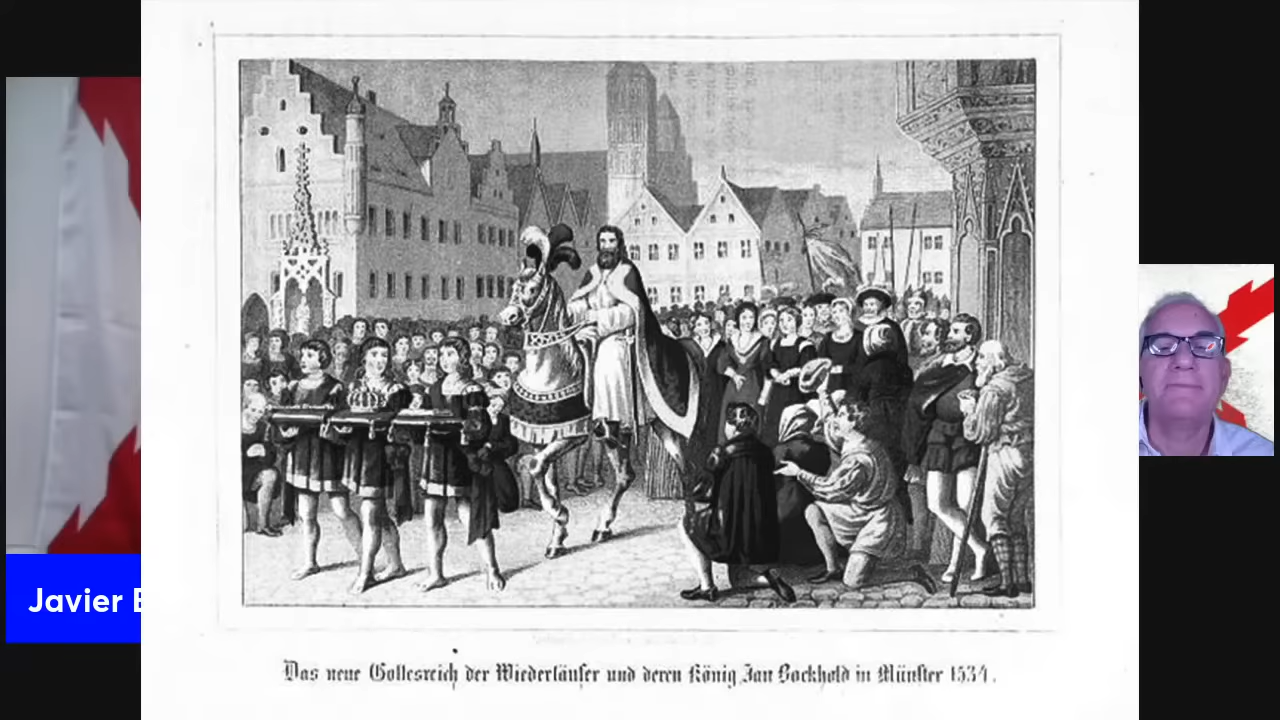 Javier
Das neue Gottesreich der Wiedertäufer und deren König Jan Bockhold in Münster 1534.